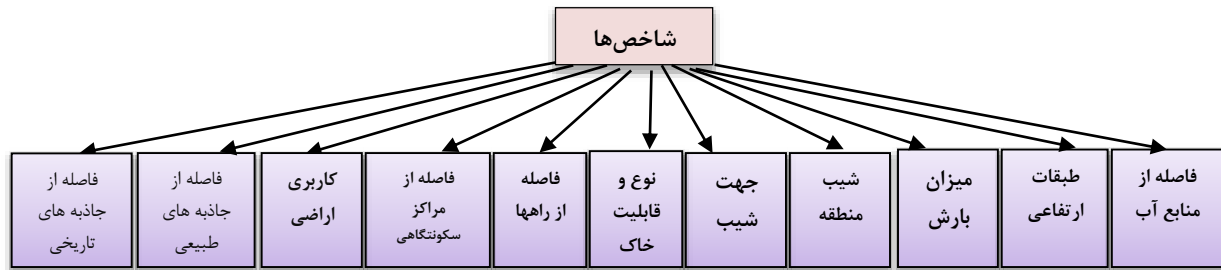 شاخص‌ها
فاصله از
منابع آب
طبقات
ارتفاعی
میزان
بارش
شیب
منطقه
جهت
شیب
نوع و
قابلیت
خاک
فاصله
از راهها
فاصله از
مراکز
سکونتگاهی
کاربری
اراضی
فاصله از
جاذبه های
طبیعی
فاصله از
جاذبه های
تاریخی